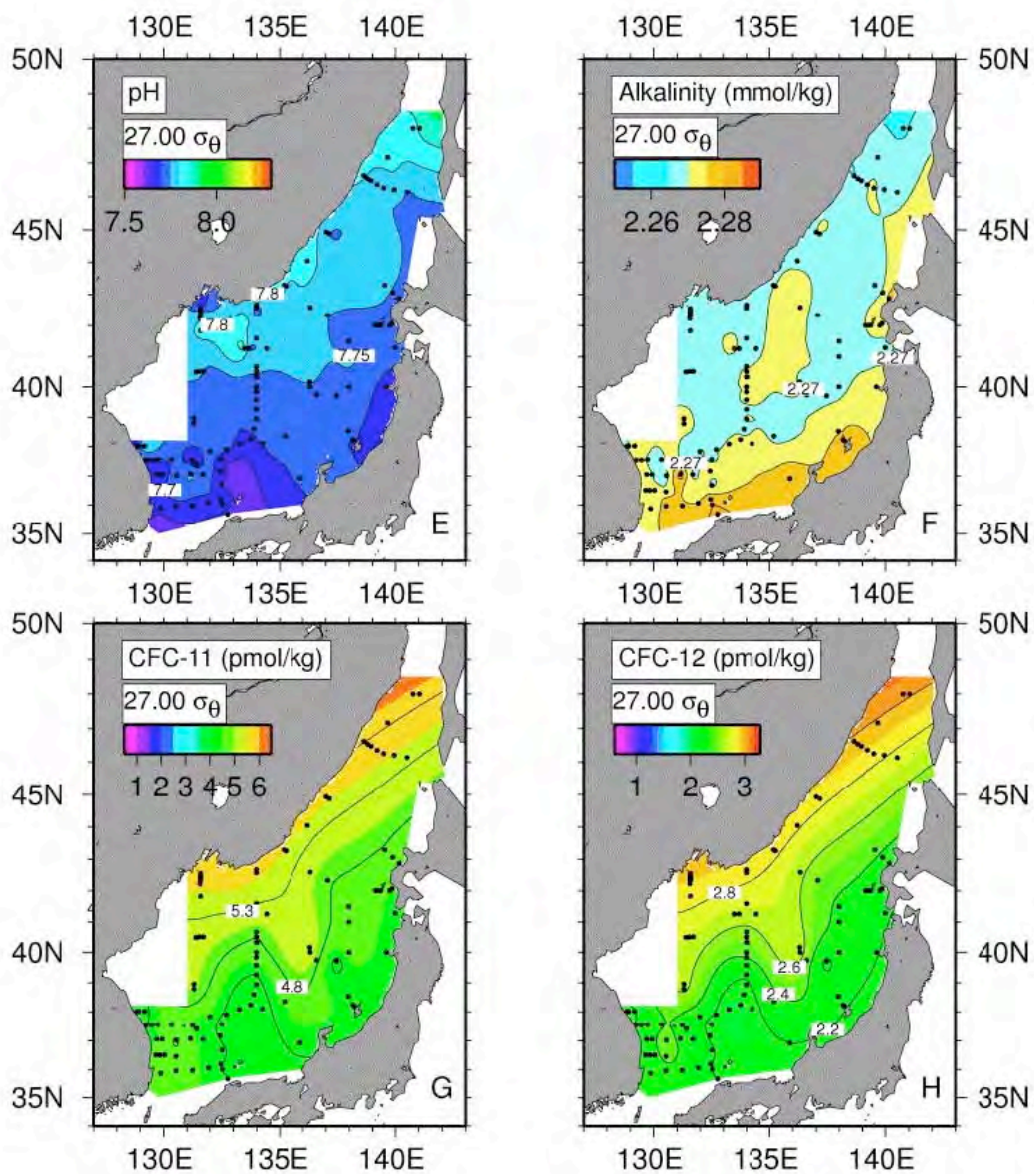 130E 135E 140E 130E 135E 140E
50N 50N
pH Alkalinity (mmol/kg)
27.00 σθ 27.00 σθ
7.5 8.0 2.26 2.28
45N 45N
7.8
7.8
7.75 2.27
40N 40N
2.27
2.27
7.7
35N E F 35N
130E 135E 140E 130E 135E 140E
50N 50N
CFC-11 (pmol/kg) CFC-12 (pmol/kg)
27.00 σθ 27.00 σθ
1 2 3 4 5 6 1 2 3
45N 45N
5.3 2.8
40N 40N
4.8 2.6
2.4
2.2
35N G H 35N
130E 135E 140E 130E 135E 140E